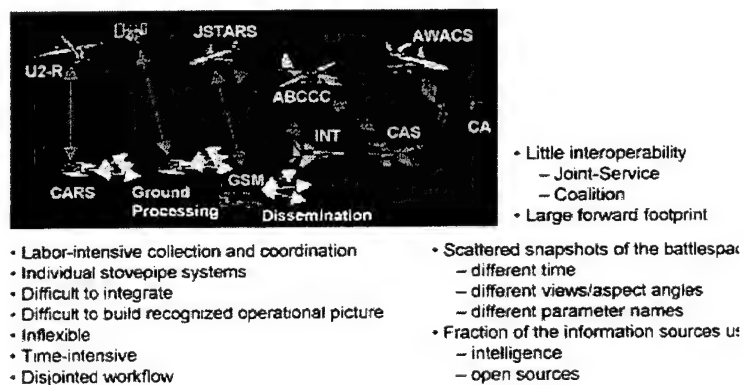 JSTARS
AWACS
U2-R
ABCCC
INT
CAS
CA
CARS
Ground
Processing
GSM
Dissemination
• Little interoperability
– Joint-Service
– Coalition
• Large forward footprint
• Labor-intensive collection and coordination
• Individual stovepipe systems
• Difficult to integrate
• Difficult to build recognized operational picture
• Inflexible
• Time-intensive
• Disjointed workflow
• Scattered snapshots of the battlespac
– different time
– different views/aspect angles
– different parameter names
• Fraction of the information sources us
– intelligence
– open sources